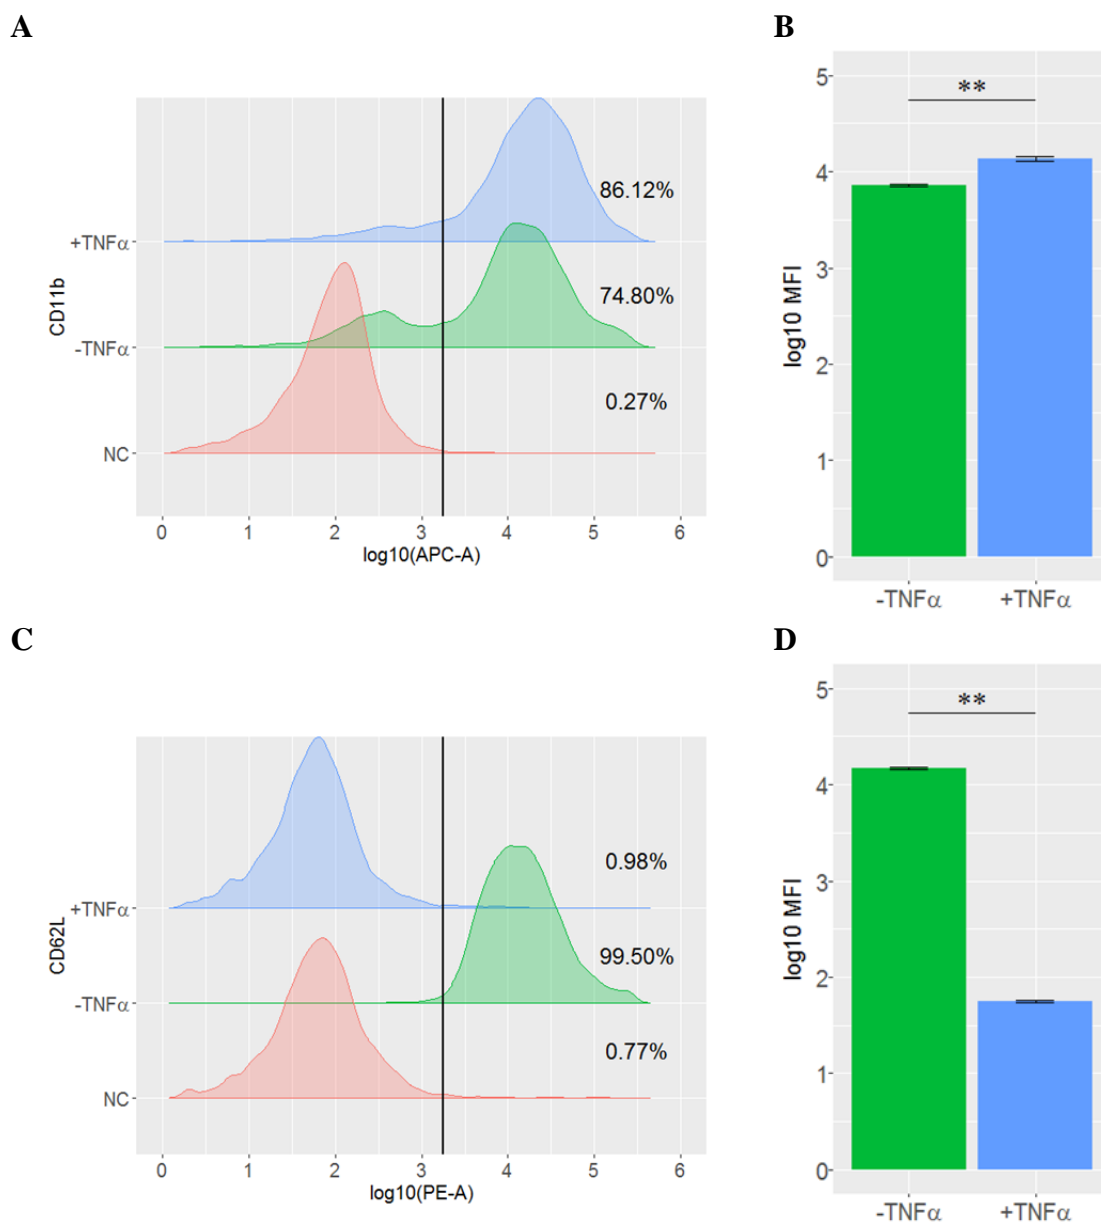 A
CD11b
+TNFα
-TNFα
NC
86.12%
74.80%
0.27%
0 1 2 3 4 5 6
log10(APC-A)
B
log10 MFI
5
4
3
2
1
0
**
-TNFα +TNFα
C
CD62L
+TNFα
-TNFα
NC
0.98%
99.50%
0.77%
0 1 2 3 4 5 6
log10(PE-A)
D
log10 MFI
5
4
3
2
1
0
**
-TNFα +TNFα